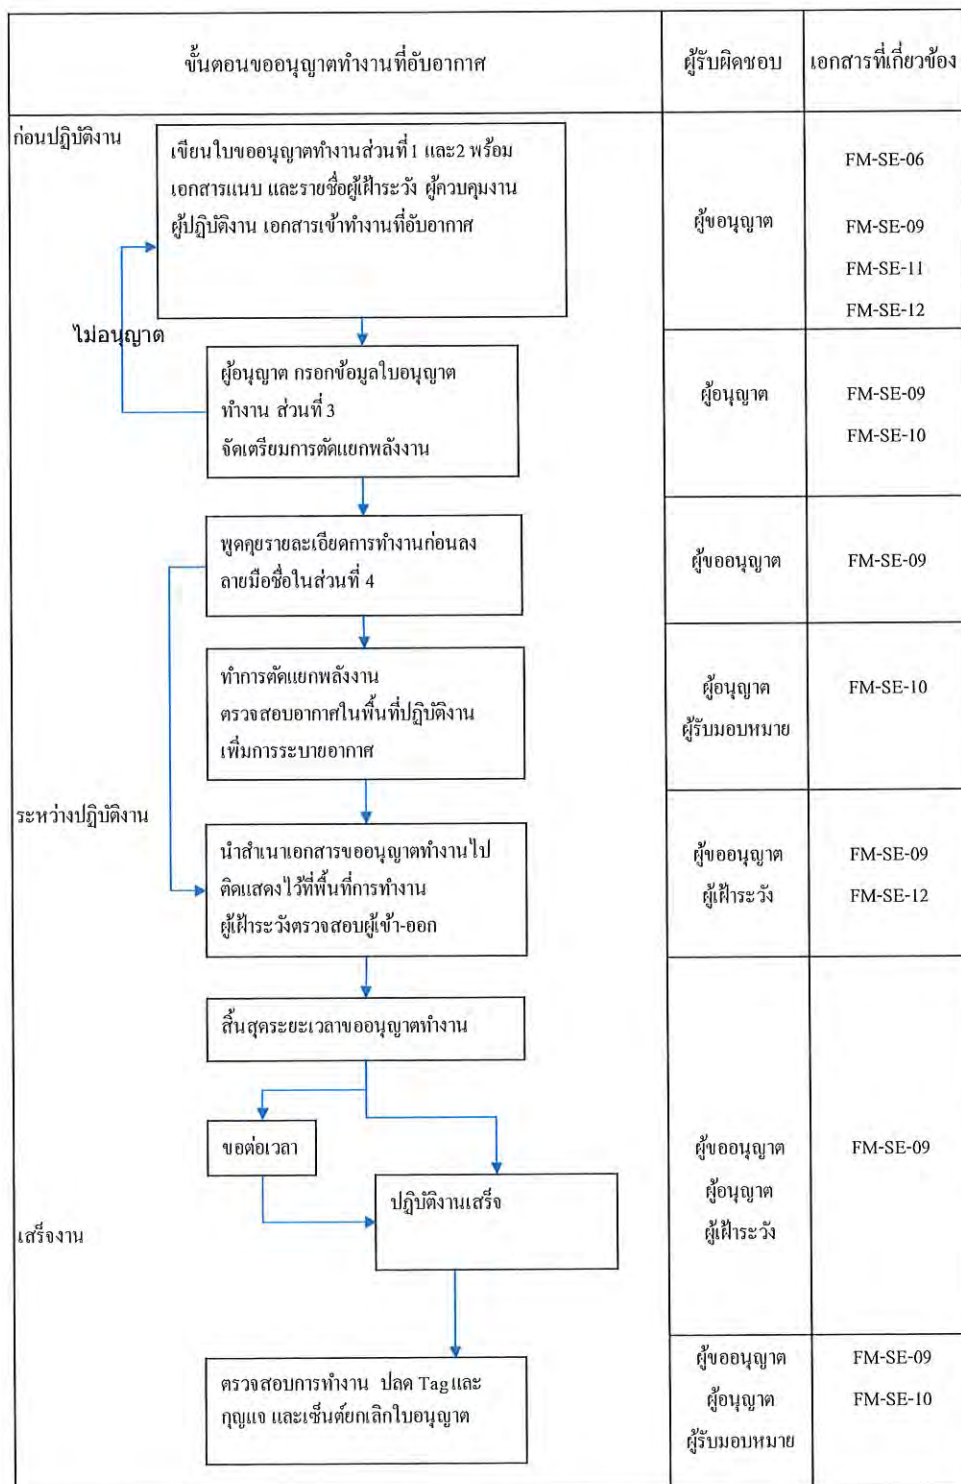 ขั้นตอนขออนุญาตทำงานที่อับอากาศ
ผู้รับผิดชอบ
เอกสารที่เกี่ยวข้อง
ก่อนปฏิบัติงาน
เขียนใบขออนุญาตทำงานส่วนที่ 1 และ2 พร้อม
เอกสารแนบ และรายชื่อผู้เฝ้าระวัง ผู้ควบคุมงาน
ผู้ปฏิบัติงาน เอกสารเข้าทำงานที่อับอากาศ
ผู้ขอนุญาต
FM-SE-06
FM-SE-09
FM-SE-11
FM-SE-12
ไม่อนุญาต
ผู้อนุญาต กรอกข้อมูลใบอนุญาต
ทำงาน ส่วนที่ 3
จัดเตรียมการตัดแยกพลังงาน
ผู้อนุญาต
FM-SE-09
FM-SE-10
พูดคุยรายละเอียดการทำงานก่อนลง
ลายมือชื่อในส่วนที่ 4
ผู้ขออนุญาต
FM-SE-09
ทำการตัดแยกพลังงาน
ตรวจสอบอากาศในพื้นที่ปฏิบัติงาน
เพิ่มการระบายอากาศ
ผู้อนุญาต
ผู้รับมอบหมาย
FM-SE-10
ระหว่างปฏิบัติงาน
นำสำเนาเอกสารขออนุญาตทำงานไป
ติดแสดงไว้ที่พื้นที่การทำงาน
ผู้เฝ้าระวังตรวจสอบผู้เข้า-ออก
ผู้ขออนุญาต
ผู้เฝ้าระวัง
FM-SE-09
FM-SE-12
สิ้นสุดระยะเวลาขออนุญาตทำงาน
ขอต่อเวลา
ปฏิบัติงานเสร็จ
ผู้ขออนุญาต
ผู้อนุญาต
ผู้เฝ้าระวัง
FM-SE-09
เสร็จงาน
ตรวจสอบการทำงาน ปลด Tag และ
กุญแจ และเซ็นต์ยกเลิกใบอนุญาต
ผู้ขออนุญาต
ผู้อนุญาต
ผู้รับมอบหมาย
FM-SE-09
FM-SE-10